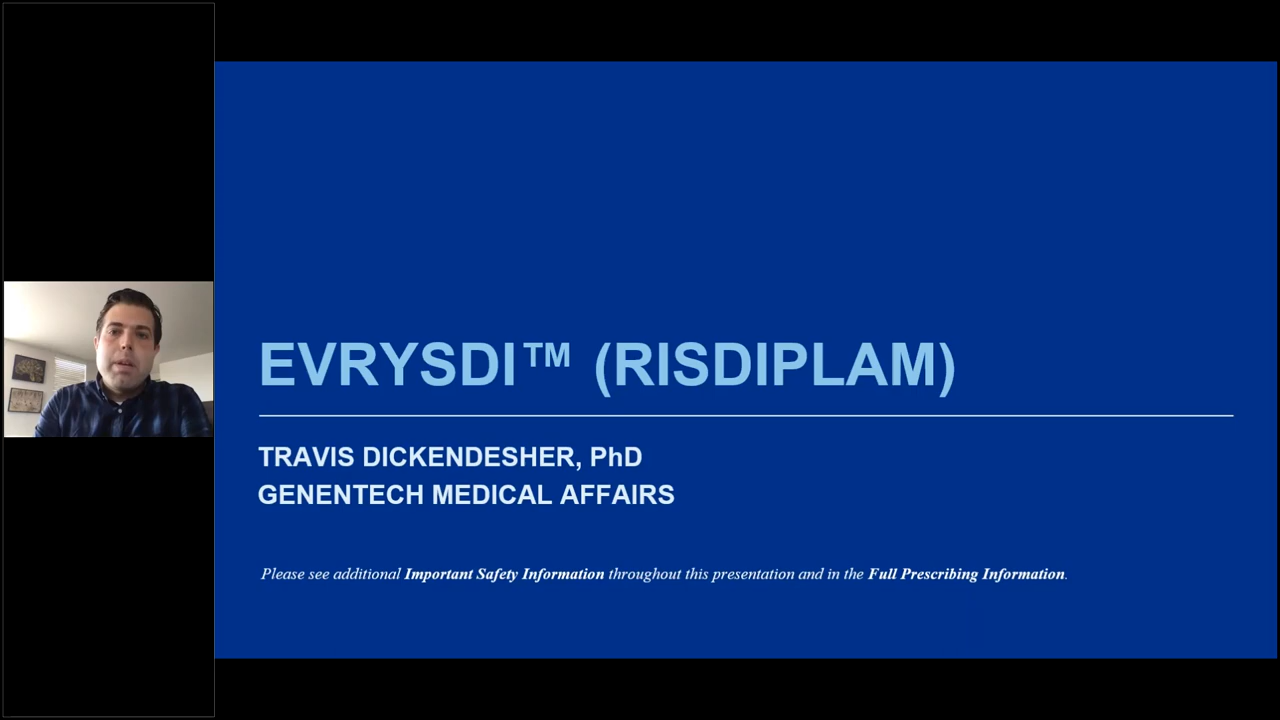 EVRYSDI™ (RISDIPLAM)
TRAVIS DICKENDESHER, PhD
GENENTECH MEDICAL AFFAIRS
Please see additional Important Safety Information throughout this presentation and in the Full Prescribing Information.